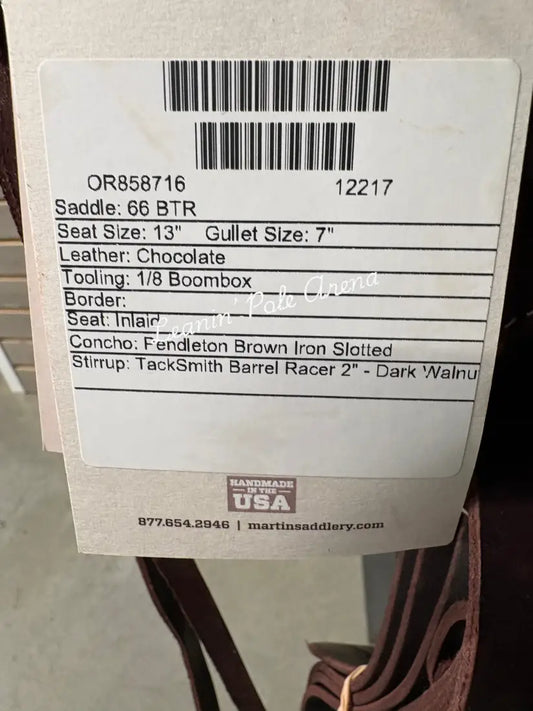 OR858716 12217
Saddle: 66 BTR
Seat Size: 13" Gullet Size: 7"
Leather: Chocolate
Tooling: 1/8 Boombox
Border:
Seat: Inlaid
Leanin' Pole Arena
Concho: Pendleton Brown Iron Slotted
Stirrup: TackSmith Barrel Racer 2" - Dark Walnu
HANDMADE
IN THE
USA
877.654.2946 | martinsaddlery.com